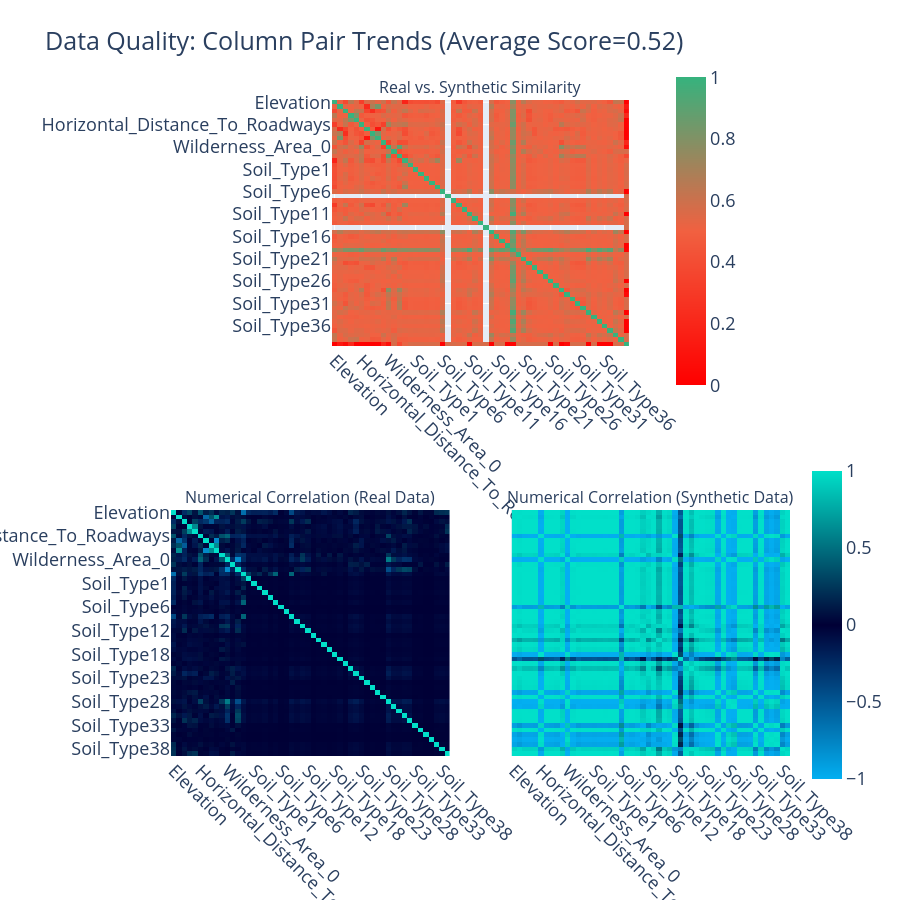 Data Quality: Column Pair Trends (Average Score=0.52)
Real vs. Synthetic Similarity
Elevation
Horizontal_Distance_To_Roadways
Wilderness_Area_0
Soil_Type1
Soil_Type6
Soil_Type11
Soil_Type16
Soil_Type21
Soil_Type26
Soil_Type31
Soil_Type36
Elevation
Horizontal_Distance_To_R
Wilderness_Area_0
Soil_Type1
Soil_Type6
Soil_Type11
Soil_Type16
Soil_Type21
Soil_Type26
Soil_Type31
Soil_Type36
1
0.8
0.6
0.4
0.2
0
Numerical Correlation (Real Data)
Elevation
stance_To_Roadways
Wilderness_Area_0
Soil_Type1
Soil_Type6
Soil_Type12
Soil_Type18
Soil_Type23
Soil_Type28
Soil_Type33
Soil_Type38
Elevation
Horizontal_Distance_To
Wilderness_Area_0
Soil_Type1
Soil_Type6
Soil_Type12
Soil_Type18
Soil_Type23
Soil_Type28
Soil_Type33
Soil_Type38
Numerical Correlation (Synthetic Data)
Elevation
Horizontal_Distance_To
Wilderness_Area_0
Soil_Type1
Soil_Type6
Soil_Type12
Soil_Type18
Soil_Type23
Soil_Type28
Soil_Type33
Soil_Type38
1
0.5
0
−0.5
−1